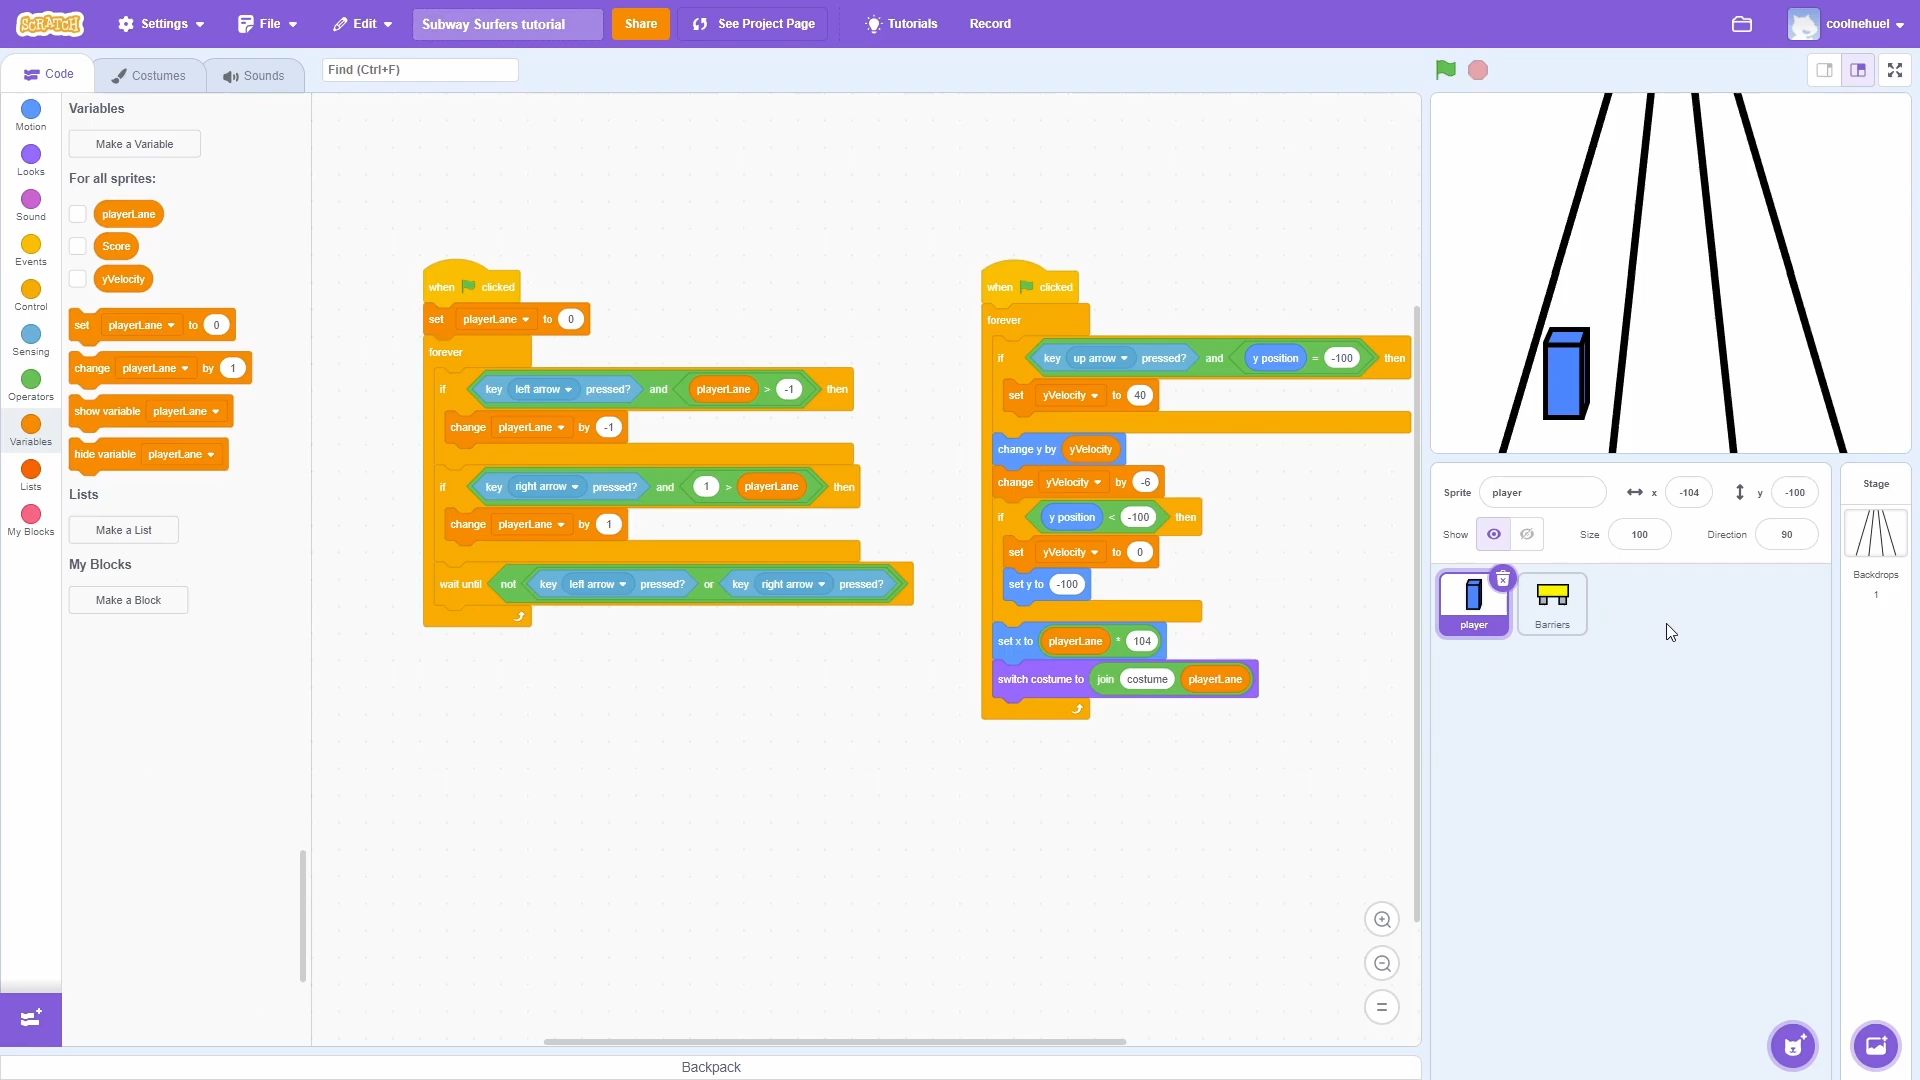 SCRATCH
Settings
File
Edit
Subway Surfers tutorial
Share
See Project Page
Tutorials
Record
coolnehuel
Code
Costumes
Sounds
Find (Ctrl+F)
Motion
Looks
Sound
Events
Control
Sensing
Operators
Variables
Lists
My Blocks
Variables
Make a Variable
For all sprites:
playerLane
Score
yVelocity
set playerLane to 0
change playerLane by 1
show variable playerLane
hide variable playerLane
Lists
Make a List
My Blocks
Make a Block
when clicked
set playerLane to 0
forever
if key left arrow pressed? and playerLane > -1 then
change playerLane by -1
if key right arrow pressed? and 1 > playerLane then
change playerLane by 1
wait until not key left arrow pressed? or key right arrow pressed?
when clicked
forever
if key up arrow pressed? and y position = -100 then
set yVelocity to 40
change y by yVelocity
change yVelocity by -6
if y position < -100 then
set yVelocity to 0
set y to -100
set x to playerLane * 104
switch costume to join costume playerLane
Sprite player x -104 y -100
Show Size 100 Direction 90
player
Barriers
Stage
Backdrops
1
Backpack